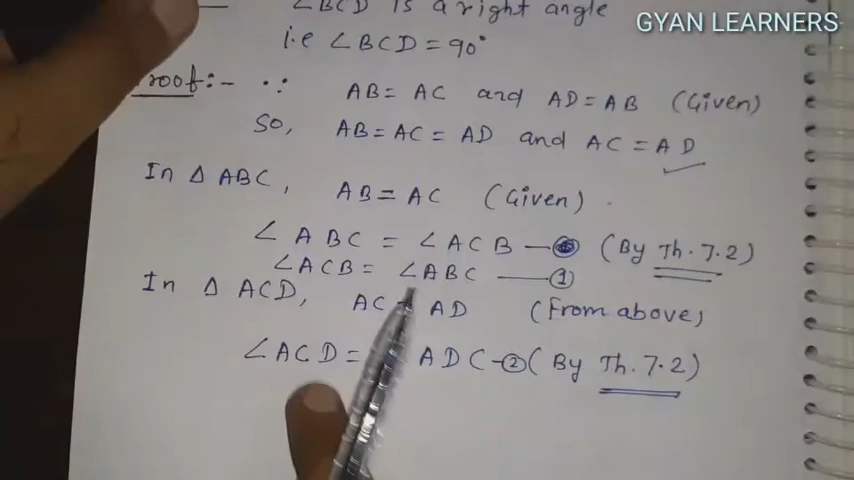 ∠BCD is a right angle
GYAN LEARNERS
i.e ∠BCD = 90°
Proof:- ∵ AB = AC and AD = AB (Given)
So, AB = AC = AD and AC = AD
In △ ABC, AB = AC (Given)
∠ ABC = ∠ ACB — (By Th. 7.2)
∠ACB = ∠ABC — ①
In △ ACD, AC AD (From above)
∠ACD = ADC - ② (By Th. 7.2)